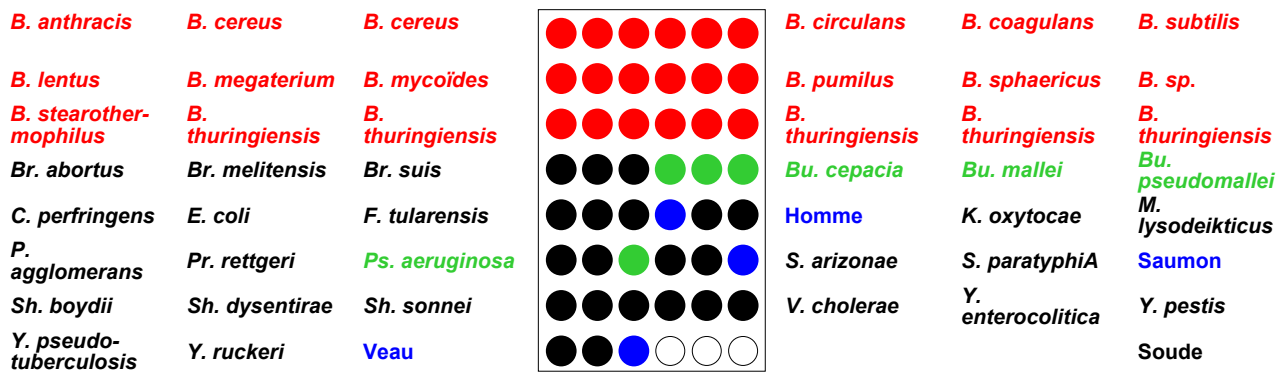 B. anthracis B. cereus B. cereus B. circulans B. coagulans B. subtilis
B. lentus B. megaterium B. mycoïdes B. pumilus B. sphaericus B. sp.
B. stearother-
mophilus B.
thuringiensis B.
thuringiensis B.
thuringiensis B.
thuringiensis B.
thuringiensis
Br. abortus Br. melitensis Br. suis Bu. cepacia Bu. mallei Bu.
pseudomallei
C. perfringens E. coli F. tularensis Homme K. oxytocae M.
lysodeikticus
P.
agglomerans Pr. rettgeri Ps. aeruginosa S. arizonae S. paratyphiA Saumon
Sh. boydii Sh. dysentirae Sh. sonnei V. cholerae Y.
enterocolitica Y. pestis
Y. pseudo-
tuberculosis Y. ruckeri Veau Soude